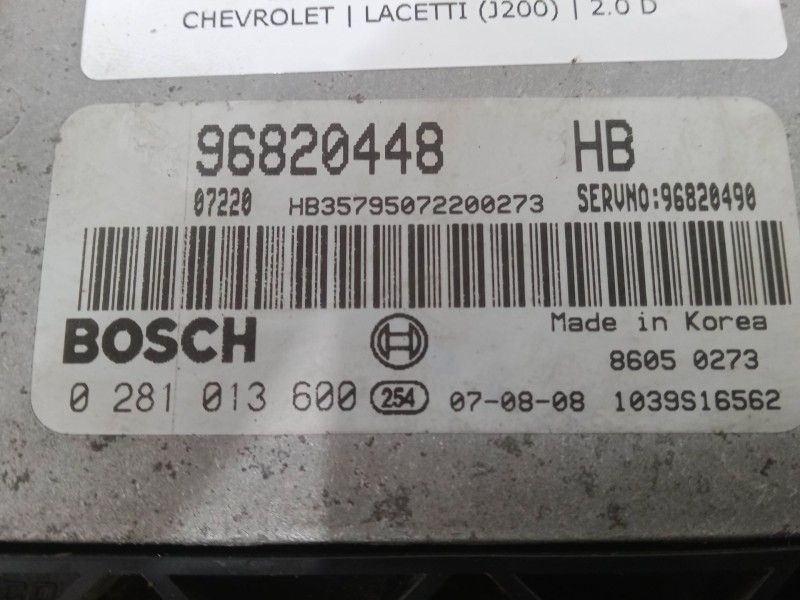 CHEVROLET | LACETTI (J200) | 2.0 D
96820448 HB
07220 HB35795072200273 SERVNO:96820490
BOSCH Made in Korea
8605 0273
0 281 013 600 254 07-08-08 1039S16562